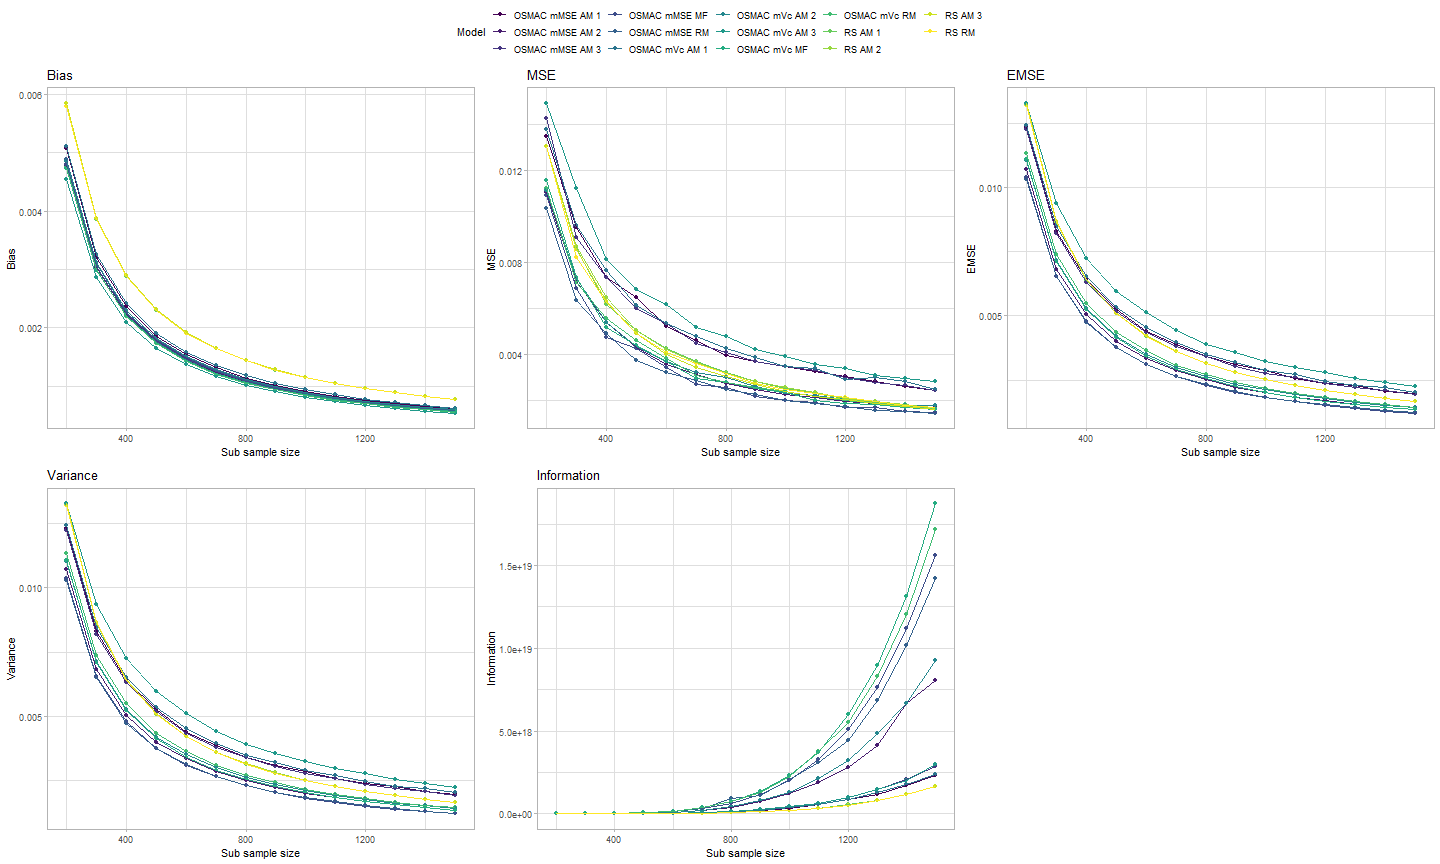 OSMAC mMSE AM 1 OSMAC mMSE MF OSMAC mVc AM 2 OSMAC mVc RM RS AM 3
Model OSMAC mMSE AM 2 OSMAC mMSE RM OSMAC mVc AM 3 RS AM 1 RS RM
OSMAC mMSE AM 3 OSMAC mVc AM 1 OSMAC mVc MF RS AM 2
Bias
0.006
0.004
0.002
Bias
400 800 1200
Sub sample size
MSE
0.012
0.008
0.004
MSE
400 800 1200
Sub sample size
EMSE
0.010
0.005
EMSE
400 800 1200
Sub sample size
Variance
0.010
0.005
Variance
400 800 1200
Sub sample size
Information
1.5e+19
1.0e+19
5.0e+18
0.0e+00
Information
400 800 1200
Sub sample size